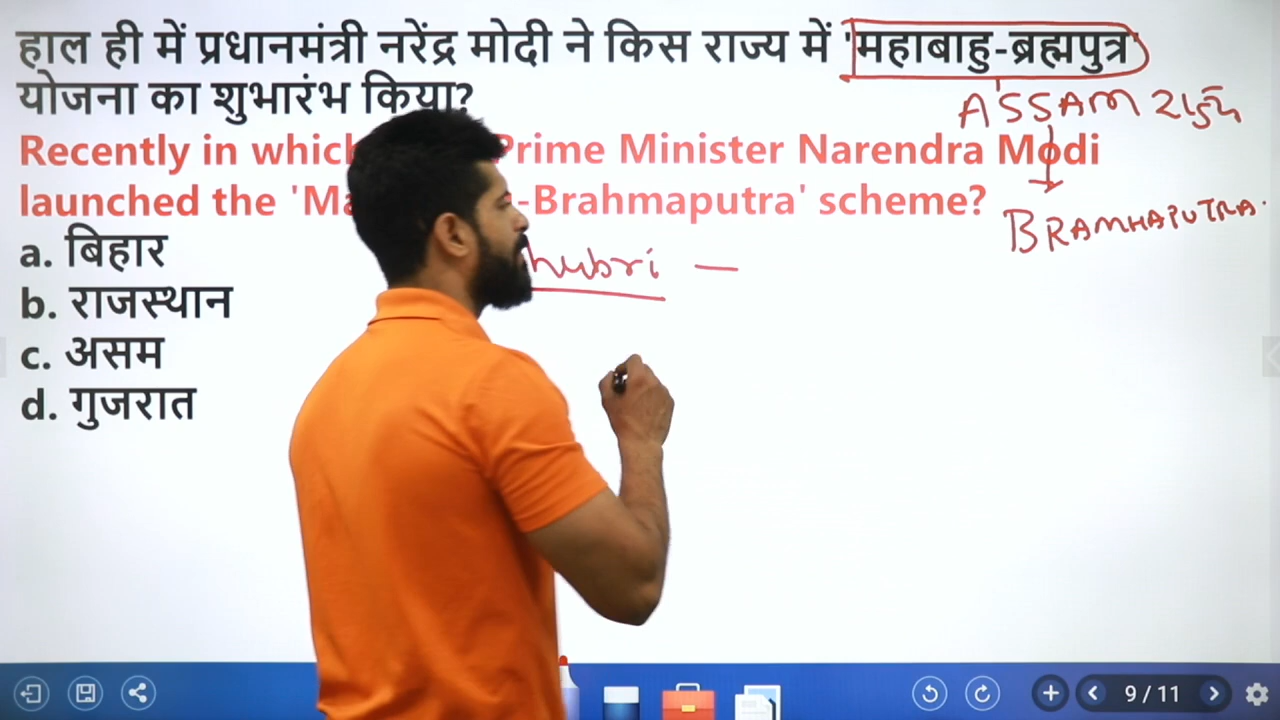 हाल ही में प्रधानमंत्री नरेंद्र मोदी ने किस राज्य में 'महाबाहु-ब्रह्मपुत्र'
योजना का शुभारंभ किया?
ASSAM राज्य
Recently in which Prime Minister Narendra Modi
launched the 'Ma -Brahmaputra' scheme?
BRAMHAPUTRA.
a. बिहार
hubri —
b. राजस्थान
c. असम
d. गुजरात
9 / 11